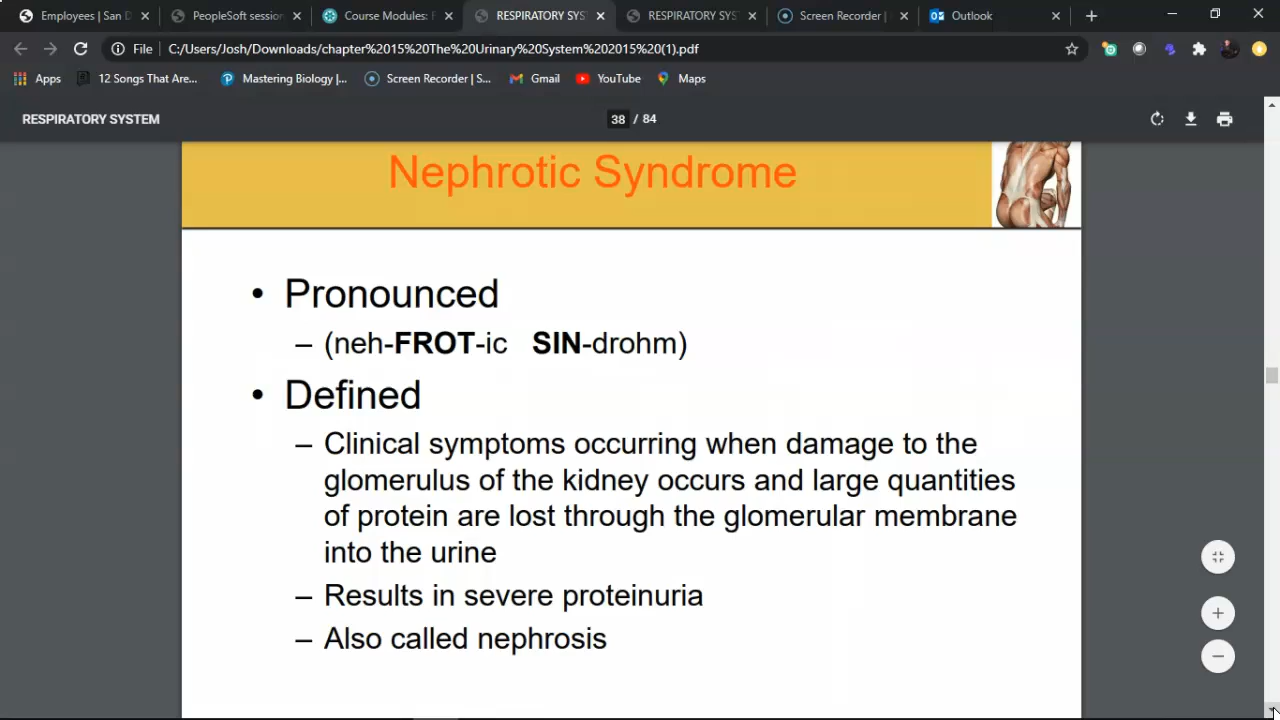 Employees | San D
PeopleSoft session
Course Modules: F
RESPIRATORY SYS
RESPIRATORY SYST
Screen Recorder |
Outlook
File | C:/Users/Josh/Downloads/chapter%2015%20The%20Urinary%20System%202015%20(1).pdf
Apps
12 Songs That Are...
Mastering Biology |...
Screen Recorder | S...
Gmail
YouTube
Maps
RESPIRATORY SYSTEM
38 / 84
Nephrotic Syndrome
• Pronounced
– (neh-FROT-ic SIN-drohm)
• Defined
– Clinical symptoms occurring when damage to the
glomerulus of the kidney occurs and large quantities
of protein are lost through the glomerular membrane
into the urine
– Results in severe proteinuria
– Also called nephrosis